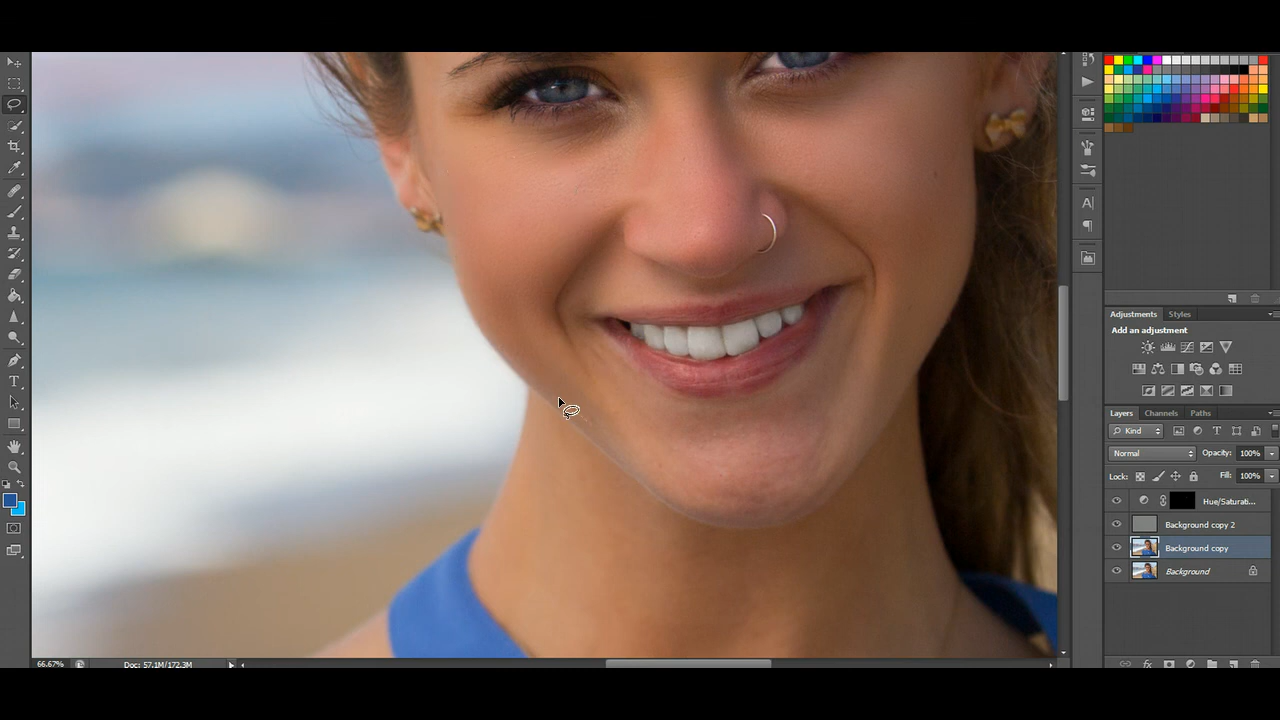 Adjustments Styles
Add an adjustment
Layers Channels Paths
Kind
Normal Opacity: 100%
Lock: Fill: 100%
Hue/Saturati...
Background copy 2
Background copy
Background
66.67% Doc: 57.1M/172.3M